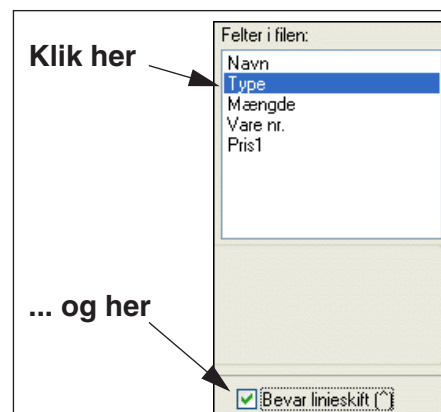 Felter i filen:
Klik her
Navn
Type
Mængde
Vare nr.
Pris1
... og her
Bevar linieskift (^)